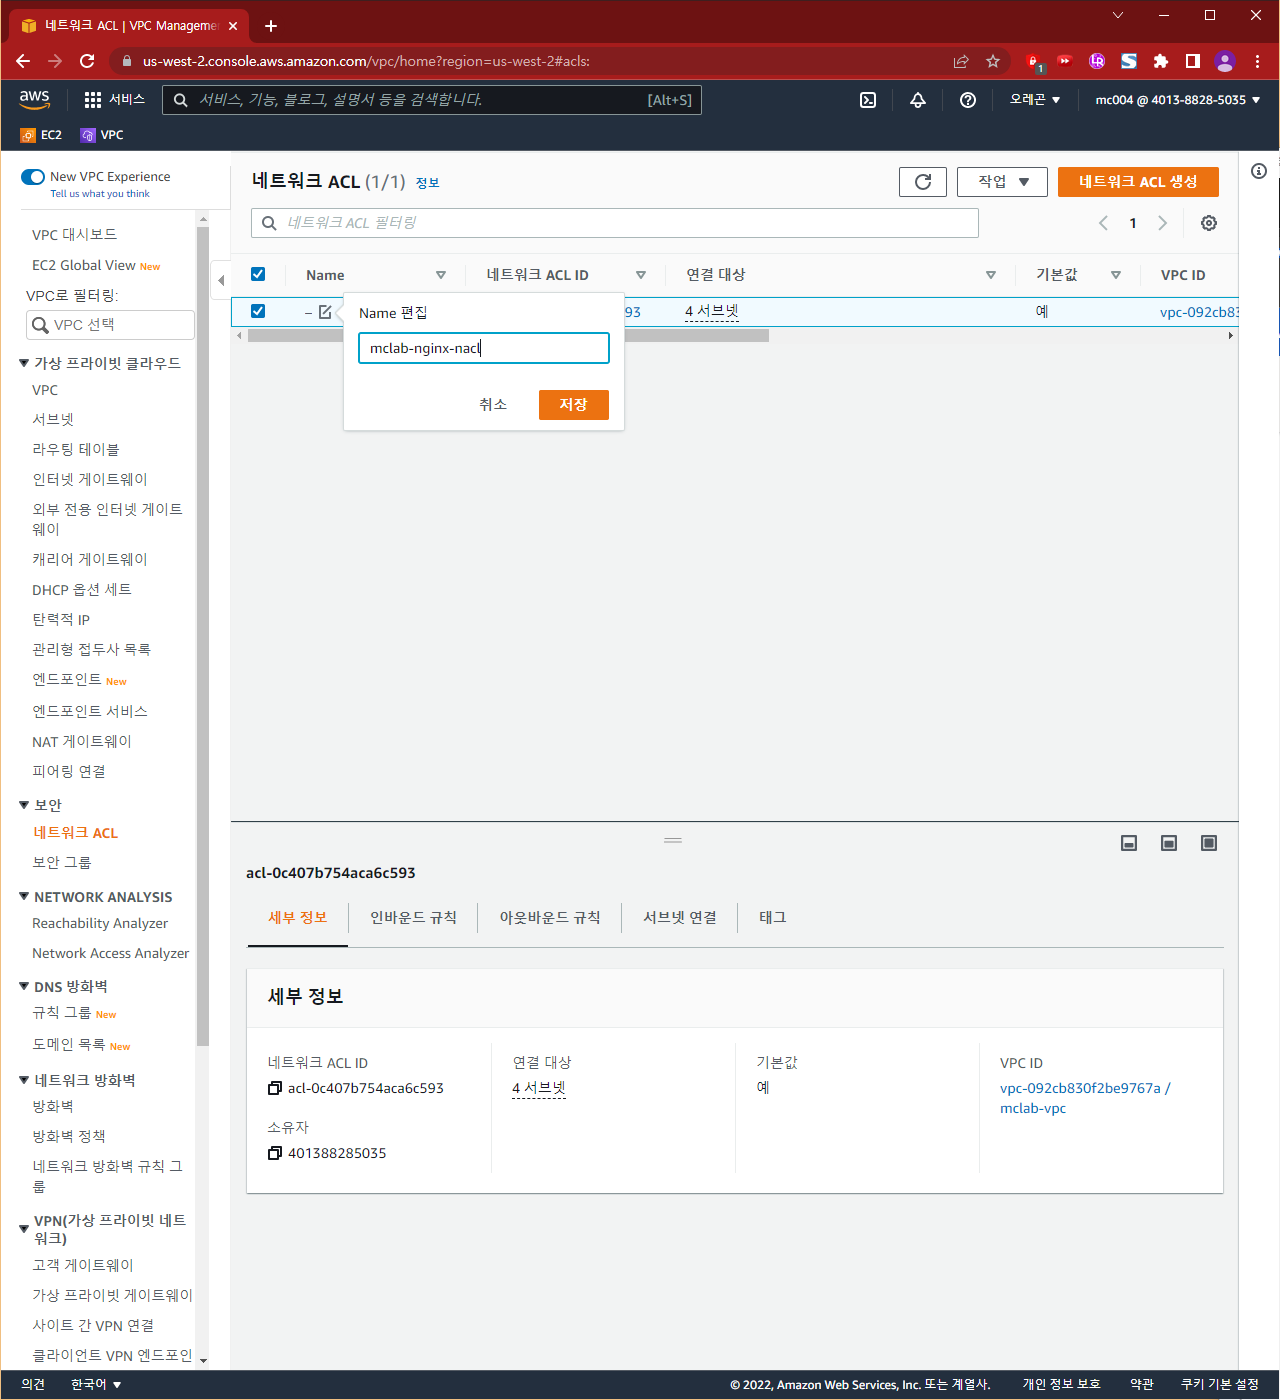 네트워크 ACL | VPC Manageme
us-west-2.console.aws.amazon.com/vpc/home?region=us-west-2#acls:
1
aws
서비스
서비스, 기능, 블로그, 설명서 등을 검색합니다.
[Alt+S]
오레곤 ▼
mc004 @ 4013-8828-5035 ▼
EC2
VPC
New VPC Experience
Tell us what you think
VPC 대시보드
EC2 Global View New
VPC로 필터링:
VPC 선택
가상 프라이빗 클라우드
VPC
서브넷
라우팅 테이블
인터넷 게이트웨이
외부 전용 인터넷 게이트
웨이
캐리어 게이트웨이
DHCP 옵션 세트
탄력적 IP
관리형 접두사 목록
엔드포인트 New
엔드포인트 서비스
NAT 게이트웨이
피어링 연결
보안
네트워크 ACL
보안 그룹
NETWORK ANALYSIS
Reachability Analyzer
Network Access Analyzer
DNS 방화벽
규칙 그룹 New
도메인 목록 New
네트워크 방화벽
방화벽
방화벽 정책
네트워크 방화벽 규칙 그
룹
VPN(가상 프라이빗 네트
워크)
고객 게이트웨이
가상 프라이빗 게이트웨이
사이트 간 VPN 연결
클라이언트 VPN 엔드포인
네트워크 ACL (1/1) 정보
작업 ▼
네트워크 ACL 생성
네트워크 ACL 필터링
1
Name
네트워크 ACL ID
연결 대상
기본값
VPC ID
–
93
4 서브넷
예
vpc-092cb83
Name 편집
mclab-nginx-nacl
취소
저장
acl-0c407b754aca6c593
세부 정보
인바운드 규칙
아웃바운드 규칙
서브넷 연결
태그
세부 정보
네트워크 ACL ID
acl-0c407b754aca6c593
연결 대상
4 서브넷
기본값
예
VPC ID
vpc-092cb830f2be9767a /
mclab-vpc
소유자
401388285035
의견
한국어 ▼
© 2022, Amazon Web Services, Inc. 또는 계열사.
개인 정보 보호
약관
쿠키 기본 설정